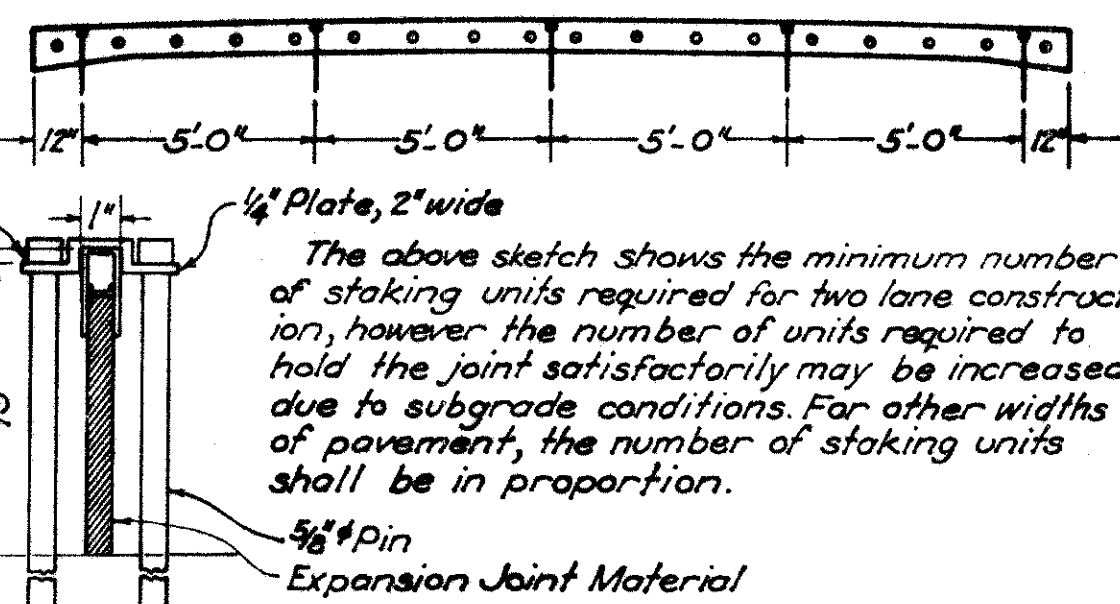 12" 5'-0" 5'-0" 5'-0" 5'-0" 12"
1/4" Plate, 2" wide
1"
The above sketch shows the minimum number
of staking units required for two lane construct
ion, however the number of units required to
hold the joint satisfactorily may be increased
due to subgrade conditions. For other widths
of pavement, the number of staking units
shall be in proportion.
5/8"ϕ Pin
Expansion Joint Material